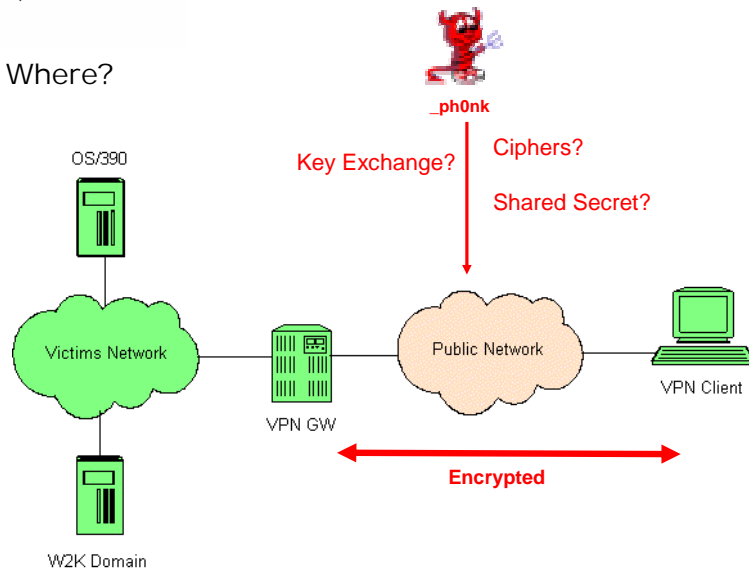 Where?
_ph0nk
OS/390
Key Exchange?
Ciphers?
Shared Secret?
Victims Network
Public Network
VPN GW
VPN Client
Encrypted
W2K Domain